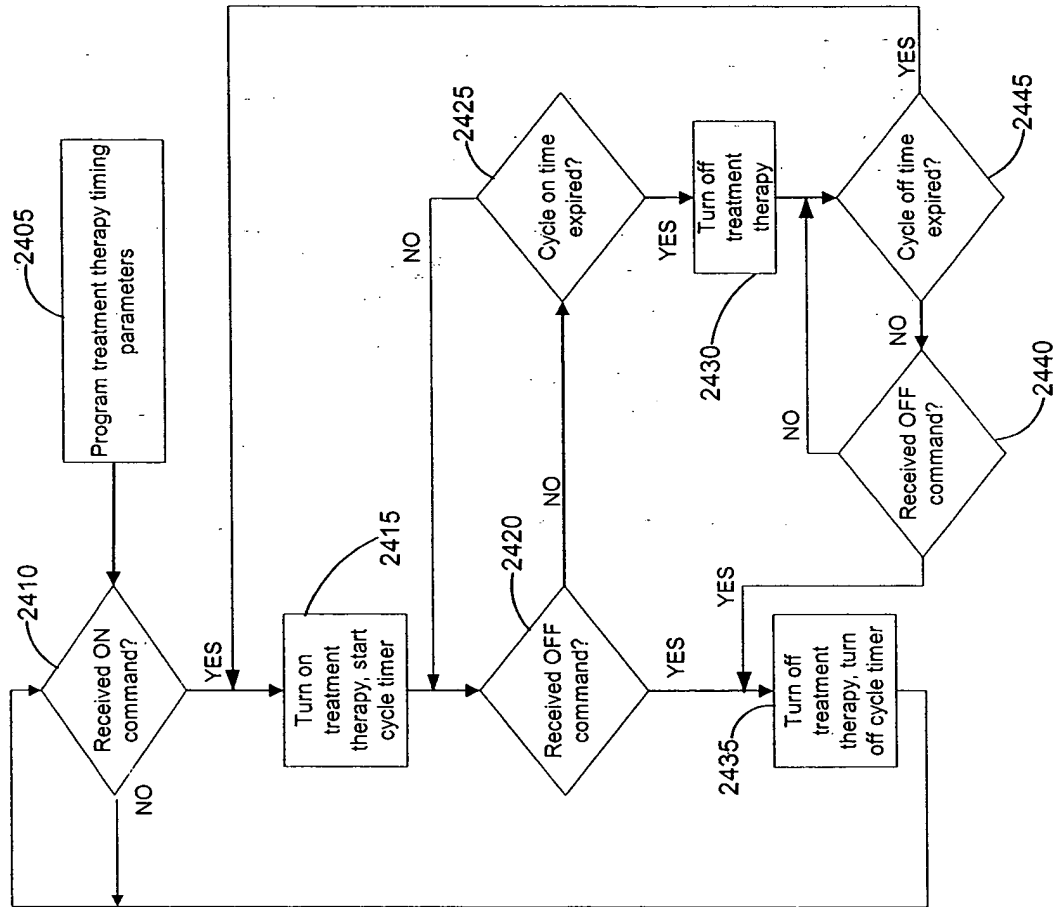 2405
Program treatment therapy timing
parameters
2410
Received ON
command?
NO
YES
2415
Turn on
treatment
therapy, start
cycle timer
2420
Received OFF
command?
NO
YES
2425
Cycle on time
expired?
NO
YES
Turn off
treatment
therapy
2430
2435
Turn off
treatment
therapy, turn
off cycle timer
YES
2440
Received OFF
command?
NO
NO
2445
Cycle off time
expired?
YES